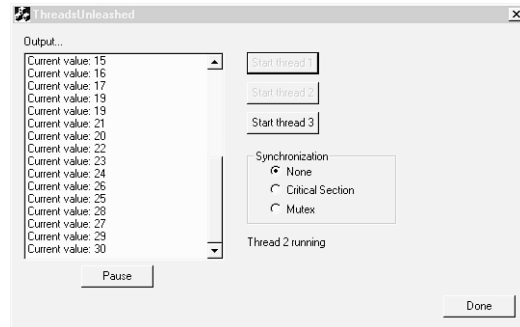 ThreadsUnleashed
Output...
Current value: 15
Current value: 16
Current value: 17
Current value: 19
Current value: 19
Current value: 21
Current value: 20
Current value: 22
Current value: 23
Current value: 24
Current value: 26
Current value: 25
Current value: 28
Current value: 27
Current value: 29
Current value: 30
Pause
Start thread 1
Start thread 2
Start thread 3
Synchronization
None
Critical Section
Mutex
Thread 2 running
Done